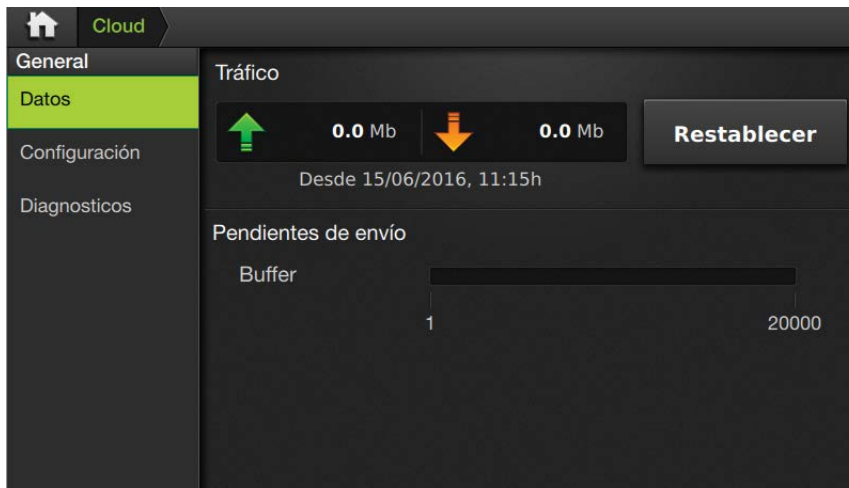 Cloud
General
Datos
Configuración
Diagnosticos
Tráfico
0.0 Mb 0.0 Mb
Restablecer
Desde 15/06/2016, 11:15h
Pendientes de envío
Buffer
1 20000